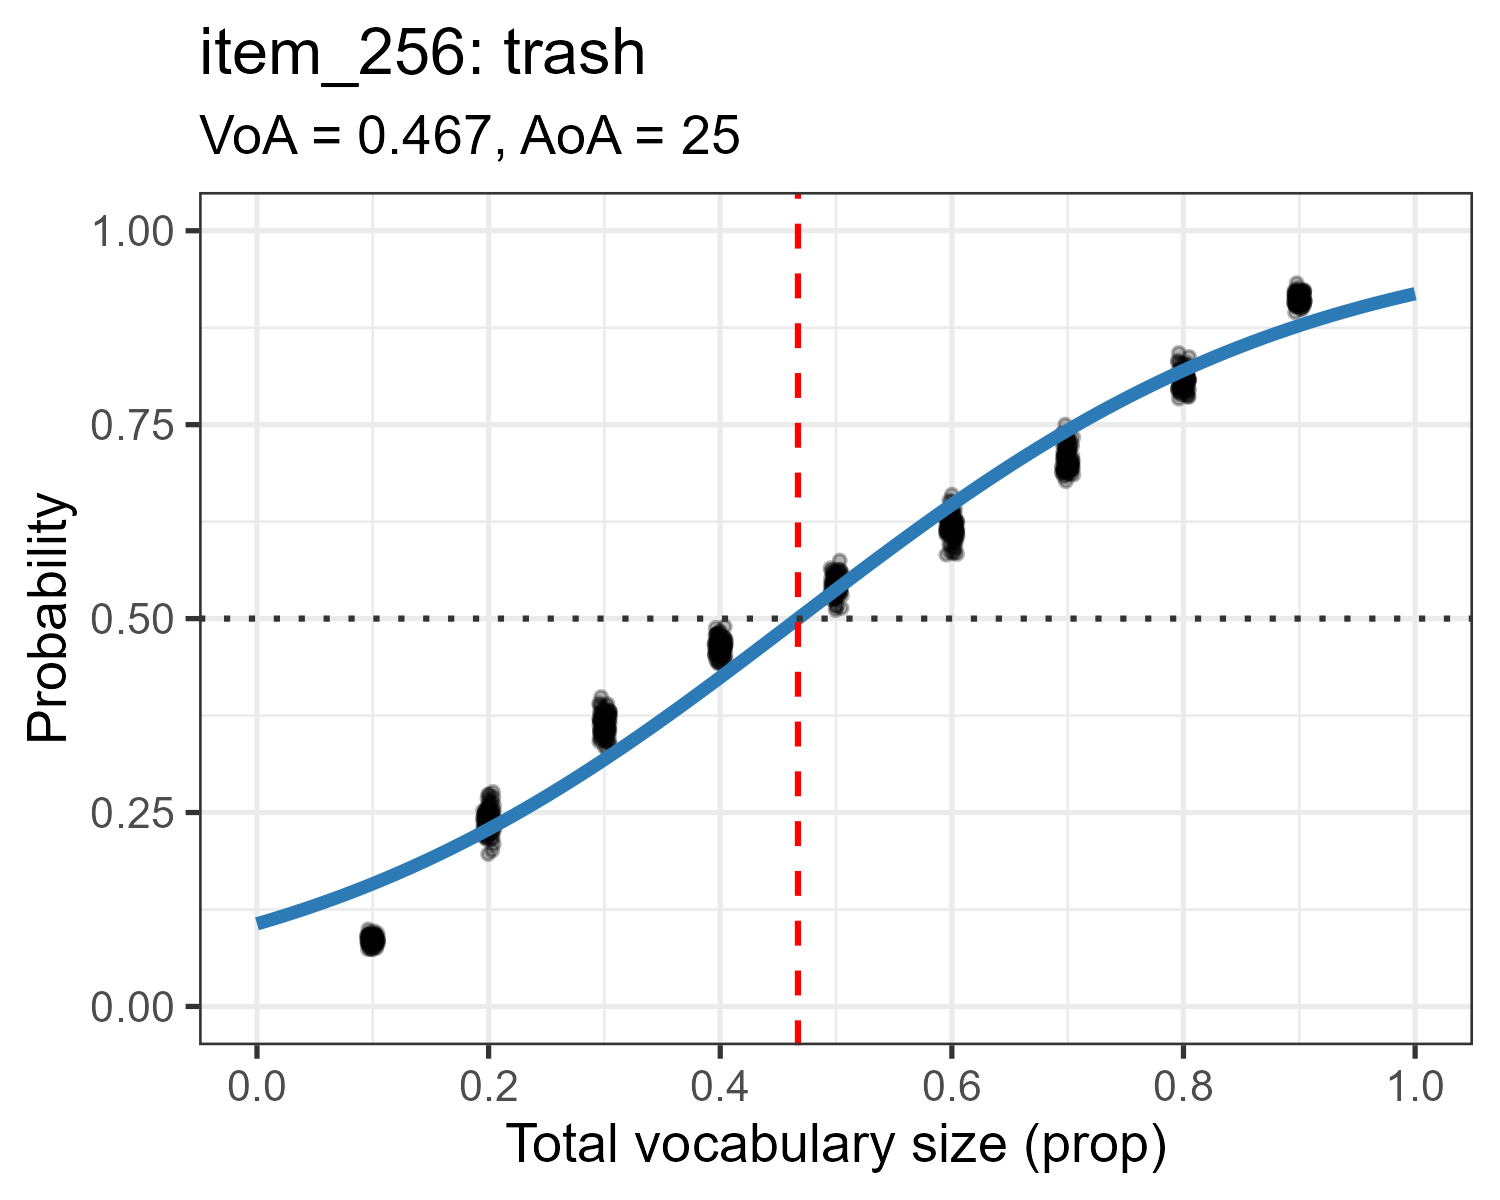 item_256: trash
VoA = 0.467, AoA = 25
1.00
0.75
0.50
0.25
0.00
Probability
0.0 0.2 0.4 0.6 0.8 1.0
Total vocabulary size (prop)